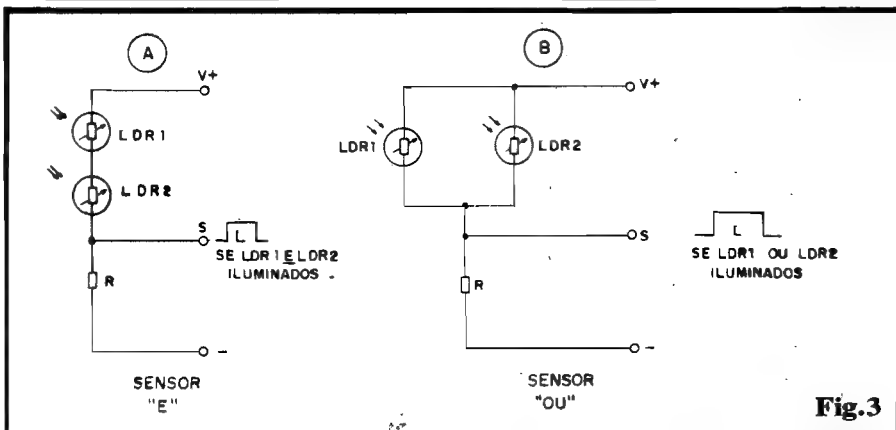 A
V+
LDR1
LDR2
S
L
SE LDR1 E LDR2
ILUMINADOS.
R
-
SENSOR
"E"
B
V+
LDR1
LDR2
S
L
SE LDR1 OU LDR2
ILUMINADOS
R
-
SENSOR
"OU"
Fig.3